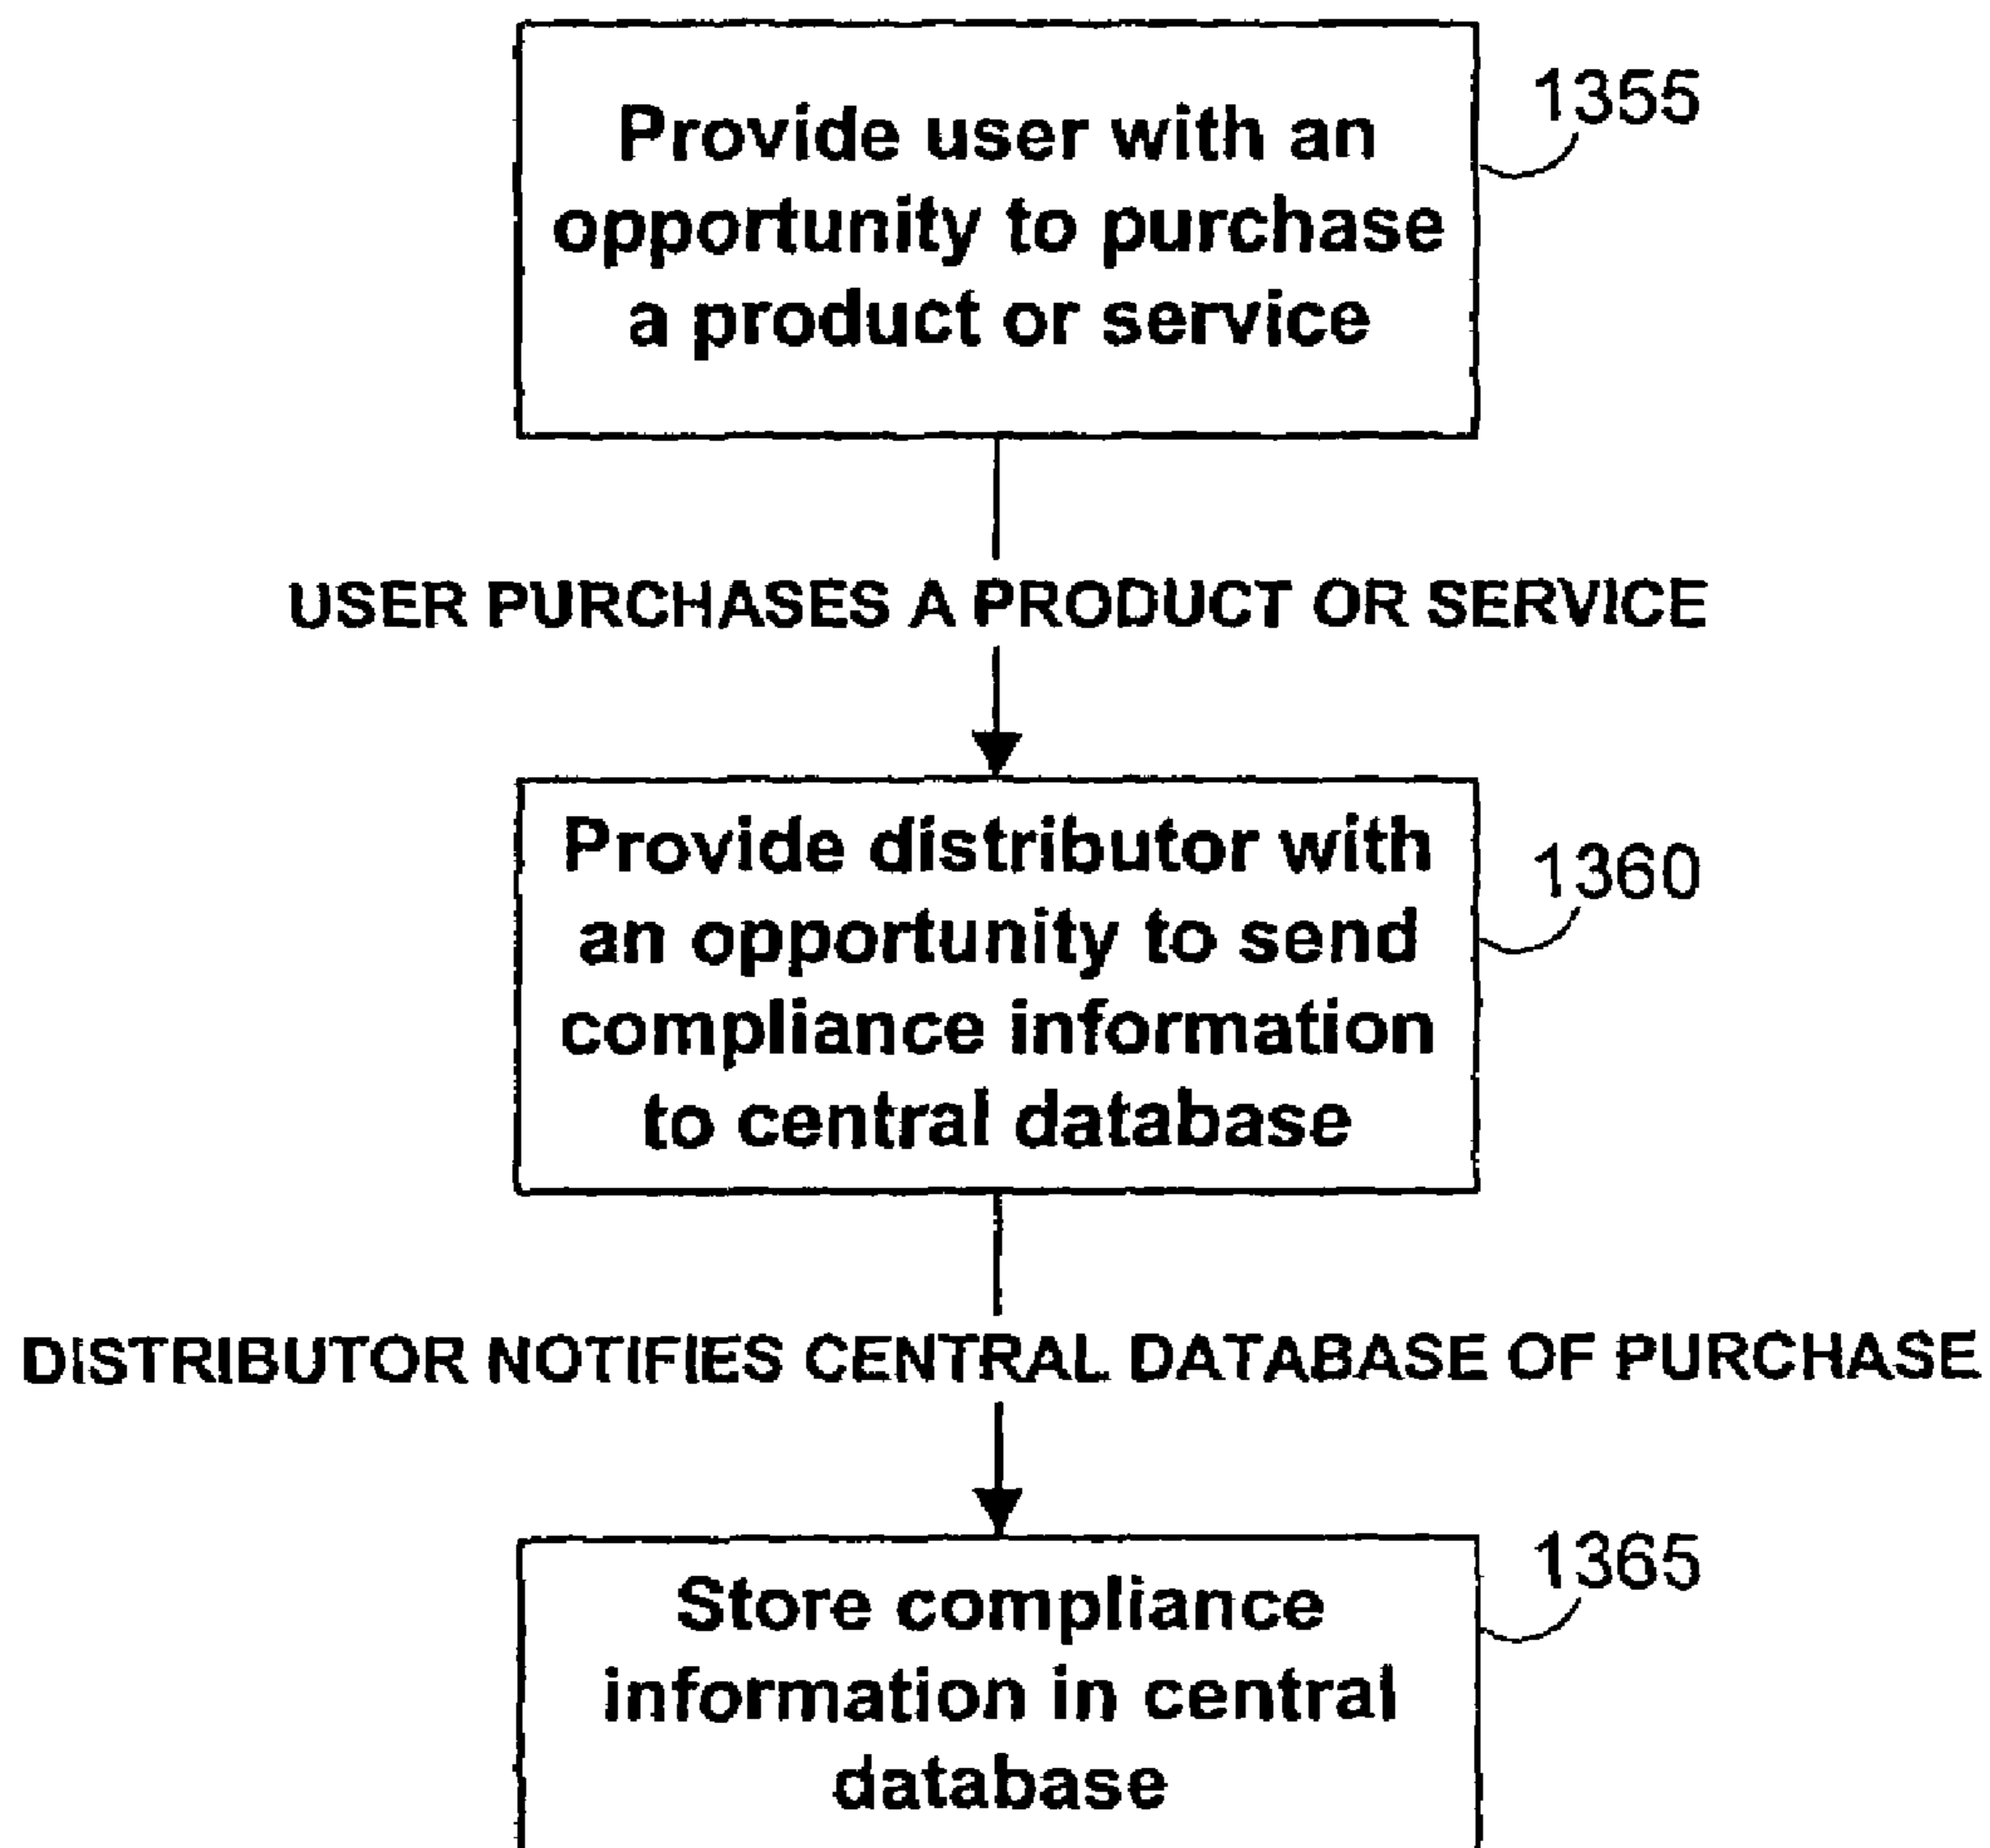 Provide user with an
opportunity to purchase
a product or service
1355
USER PURCHASES A PRODUCT OR SERVICE
Provide distributor with
an opportunity to send
compliance information
to central database
1360
DISTRIBUTOR NOTIFIES CENTRAL DATABASE OF PURCHASE
Store compliance
information in central
database
1365